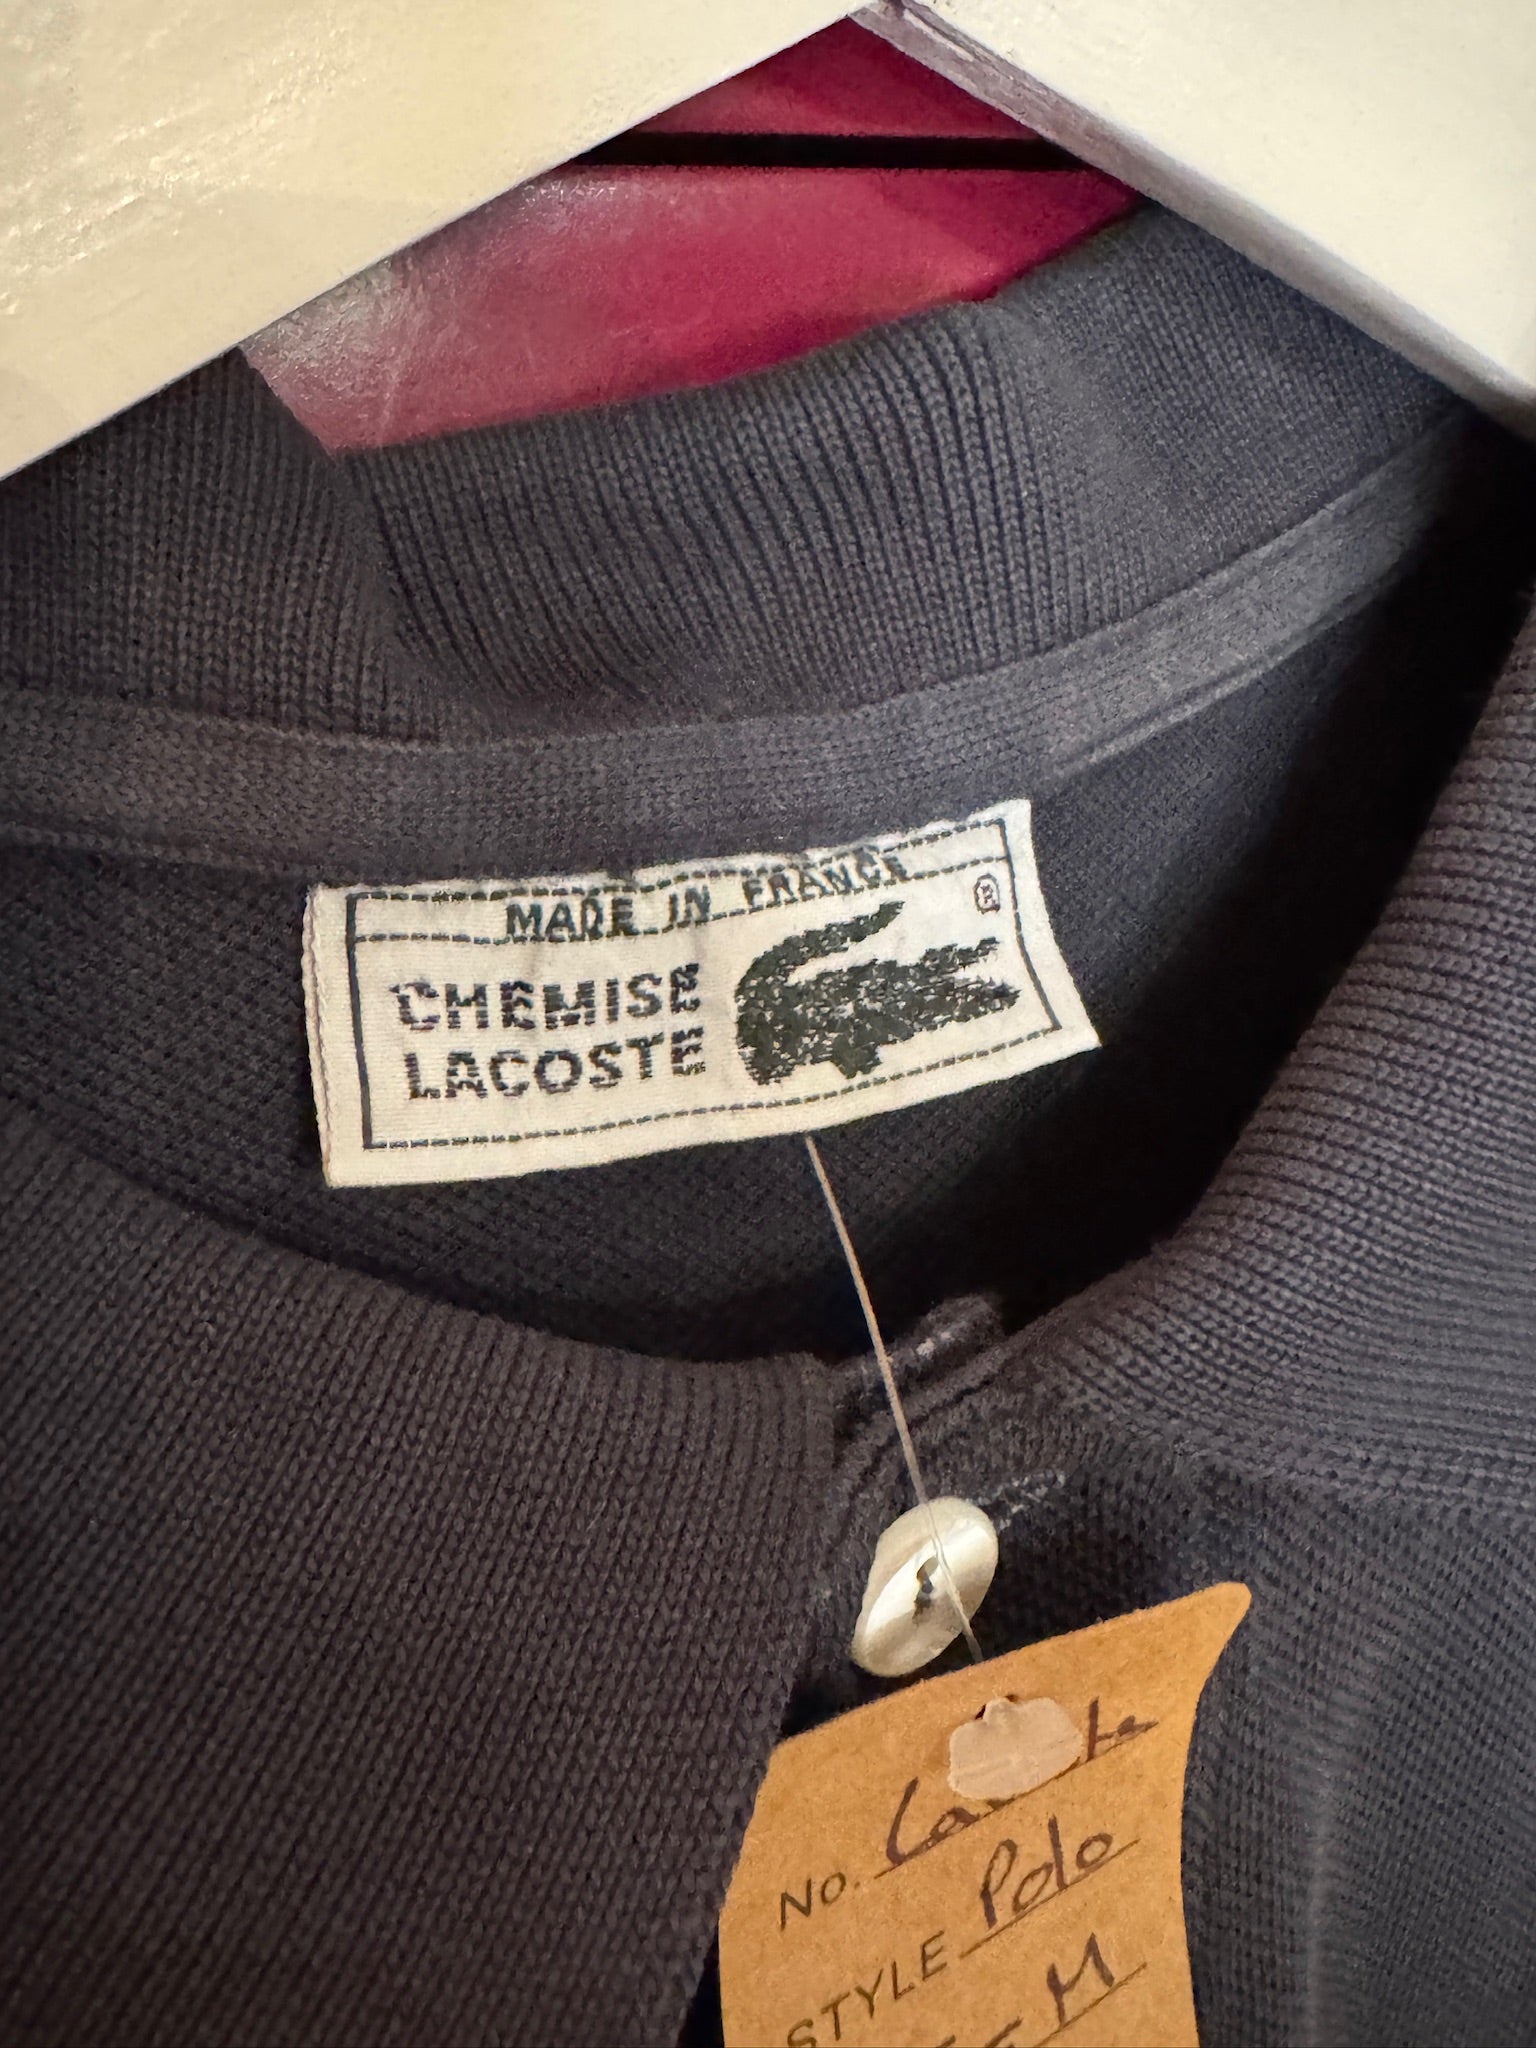 MADE IN FRANCE
®
CHEMISE
LACOSTE
No.
STYLE Polo
M